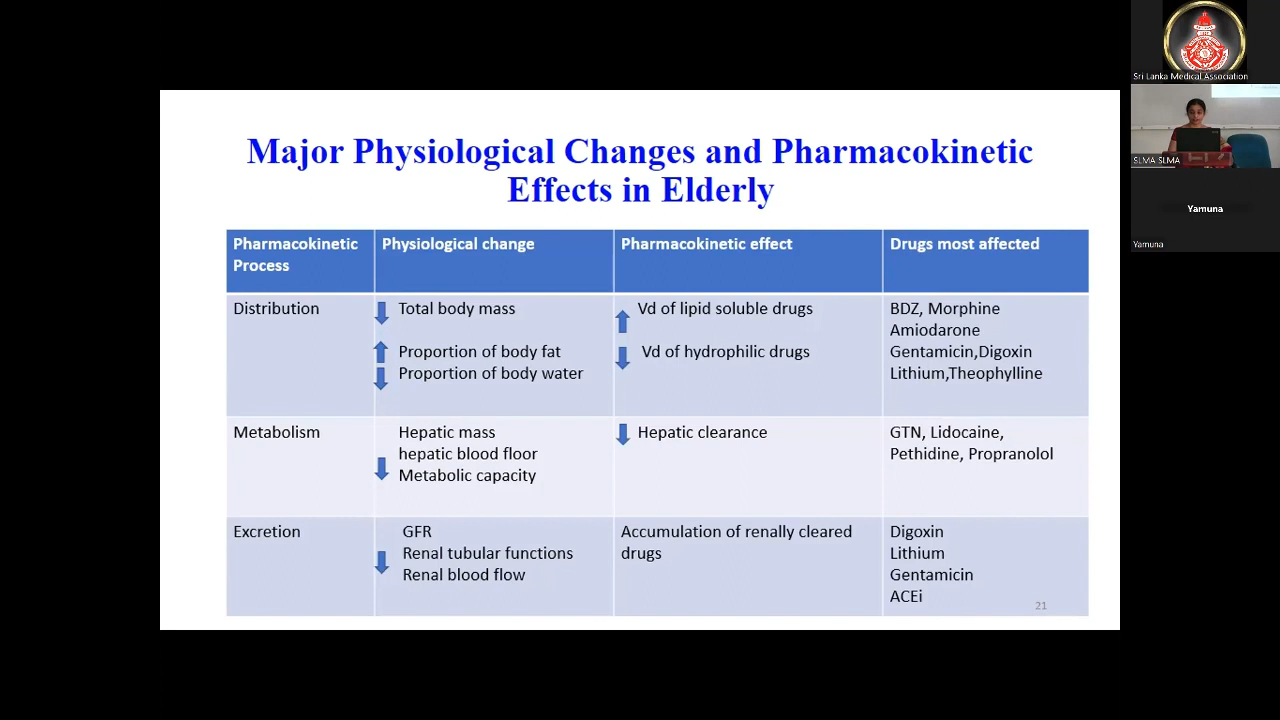 Major Physiological Changes and Pharmacokinetic
Effects in Elderly
Pharmacokinetic
Process
Physiological change
Pharmacokinetic effect
Drugs most affected
Distribution
Total body mass
Proportion of body fat
Proportion of body water
Vd of lipid soluble drugs
Vd of hydrophilic drugs
BDZ, Morphine
Amiodarone
Gentamicin,Digoxin
Lithium,Theophylline
Metabolism
Hepatic mass
hepatic blood floor
Metabolic capacity
Hepatic clearance
GTN, Lidocaine,
Pethidine, Propranolol
Excretion
GFR
Renal tubular functions
Renal blood flow
Accumulation of renally cleared
drugs
Digoxin
Lithium
Gentamicin
ACEi
21
Sri Lanka Medical Association
SLMA SLMA
Yamuna
Yamuna